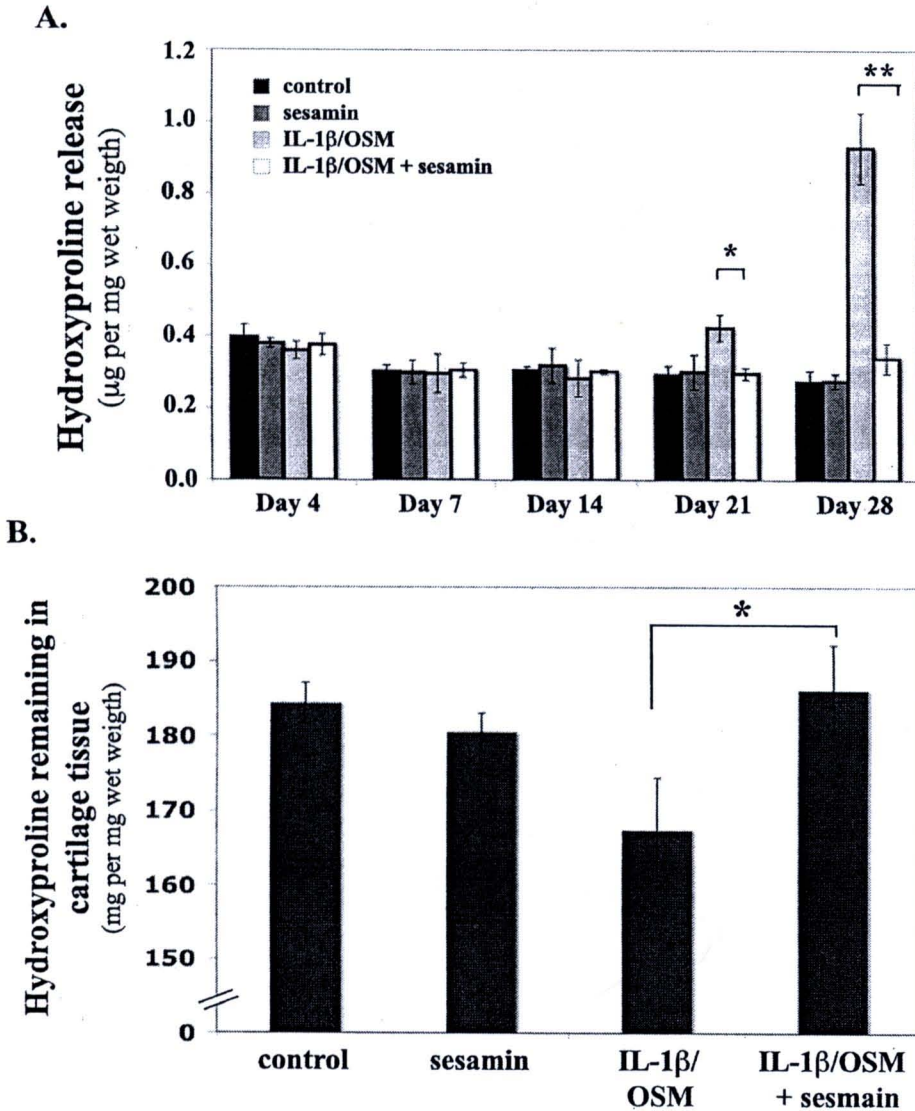 A.
Hydroxyproline release
(µg per mg wet weigth)
1.2
1.0
0.8
0.6
0.4
0.2
0.0
control
sesamin
IL-1β/OSM
IL-1β/OSM + sesamin
*
**
Day 4
Day 7
Day 14
Day 21
Day 28
B.
Hydroxyproline remaining in
cartilage tissue
(mg per mg wet weigth)
200
190
180
170
160
150
0
*
control
sesamin
IL-1β/
OSM
IL-1β/OSM
+ sesmain